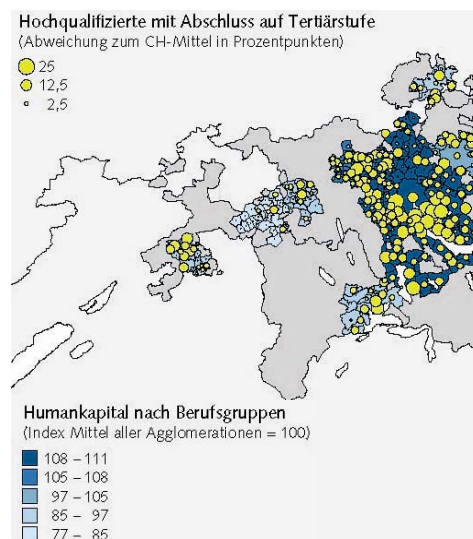 Hochqualifizierte mit Abschluss auf Tertiärstufe
(Abweichung zum CH-Mittel in Prozentpunkten)
25
12,5
2,5
Humankapital nach Berufsgruppen
(Index Mittel aller Agglomerationen = 100)
108 – 111
105 – 108
97 – 105
85 – 97
77 – 85